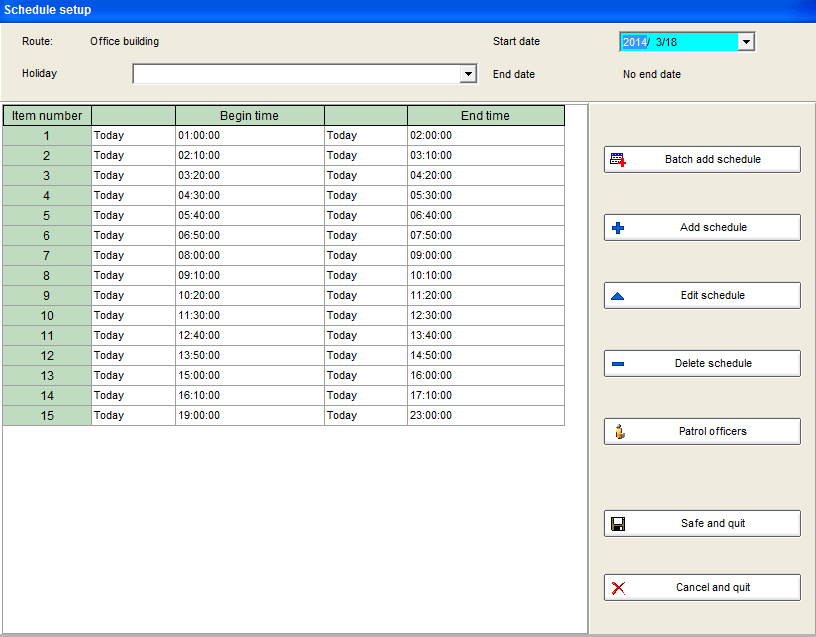 Schedule setup
Route: Office building Start date 2014/ 3/18
Holiday End date No end date
Item number Begin time End time
1 Today 01:00:00 Today 02:00:00
2 Today 02:10:00 Today 03:10:00
3 Today 03:20:00 Today 04:20:00
4 Today 04:30:00 Today 05:30:00
5 Today 05:40:00 Today 06:40:00
6 Today 06:50:00 Today 07:50:00
7 Today 08:00:00 Today 09:00:00
8 Today 09:10:00 Today 10:10:00
9 Today 10:20:00 Today 11:20:00
10 Today 11:30:00 Today 12:30:00
11 Today 12:40:00 Today 13:40:00
12 Today 13:50:00 Today 14:50:00
13 Today 15:00:00 Today 16:00:00
14 Today 16:10:00 Today 17:10:00
15 Today 19:00:00 Today 23:00:00
Batch add schedule
Add schedule
Edit schedule
Delete schedule
Patrol officers
Safe and quit
Cancel and quit